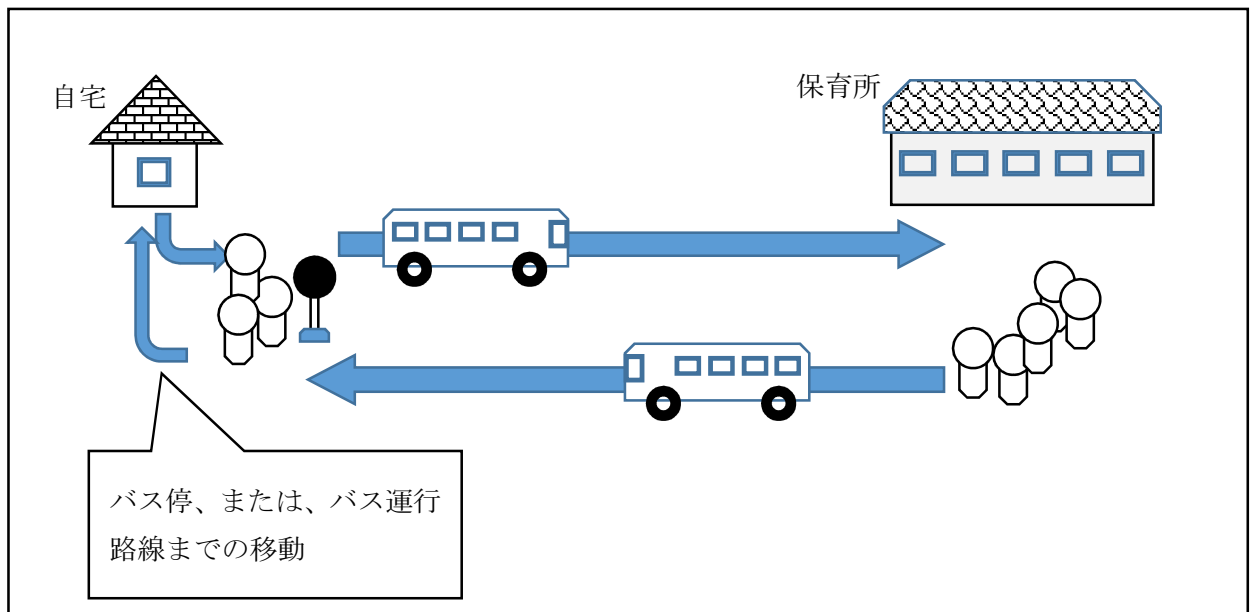 自宅
保育所
バス停、または、バス運行
路線までの移動